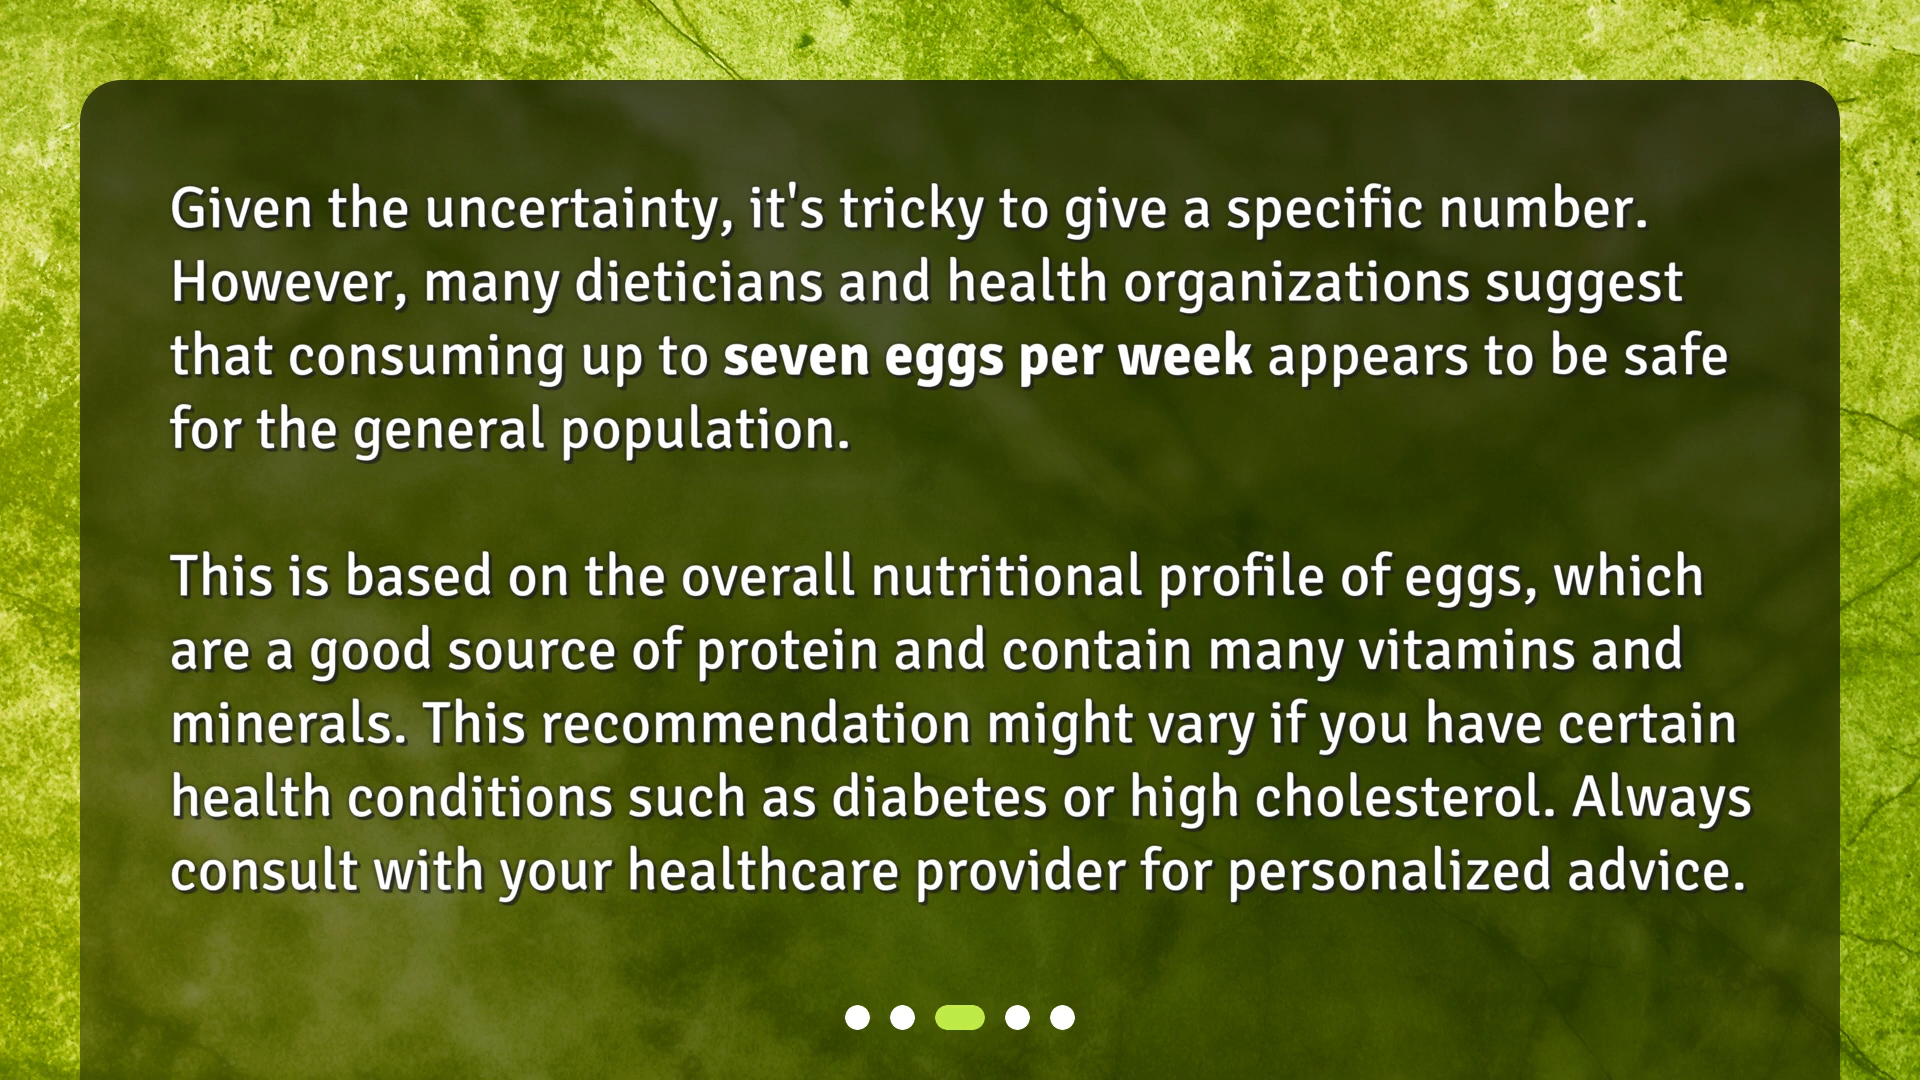 Given the uncertainty, it's tricky to give a specific number.
However, many dieticians and health organizations suggest
that consuming up to seven eggs per week appears to be safe
for the general population.
This is based on the overall nutritional profile of eggs, which
are a good source of protein and contain many vitamins and
minerals. This recommendation might vary if you have certain
health conditions such as diabetes or high cholesterol. Always
consult with your healthcare provider for personalized advice.